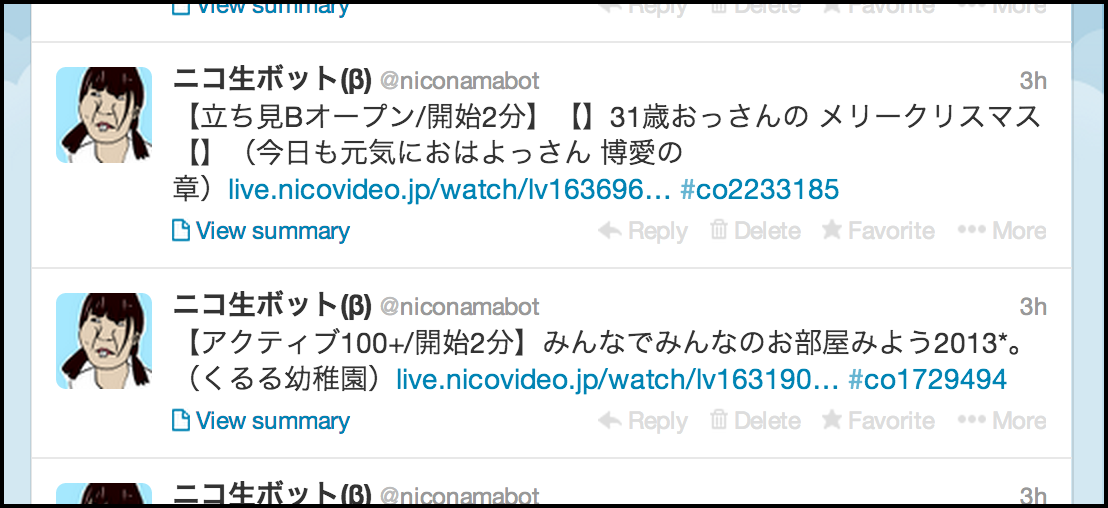 View summary Reply Delete Favorite More
ニコ生ボット(β) @niconamabot 3h
【立ち見Bオープン/開始2分】【】31歳おっさんの メリークリスマス
【】（今日も元気におはよっさん 博愛の
章）live.nicovideo.jp/watch/lv163696… #co2233185
View summary Reply Delete Favorite More
ニコ生ボット(β) @niconamabot 3h
【アクティブ100+/開始2分】みんなでみんなのお部屋みよう2013*。
（くるる幼稚園）live.nicovideo.jp/watch/lv163190… #co1729494
View summary Reply Delete Favorite More
ニコ生ボット(β) @niconamabot 3h